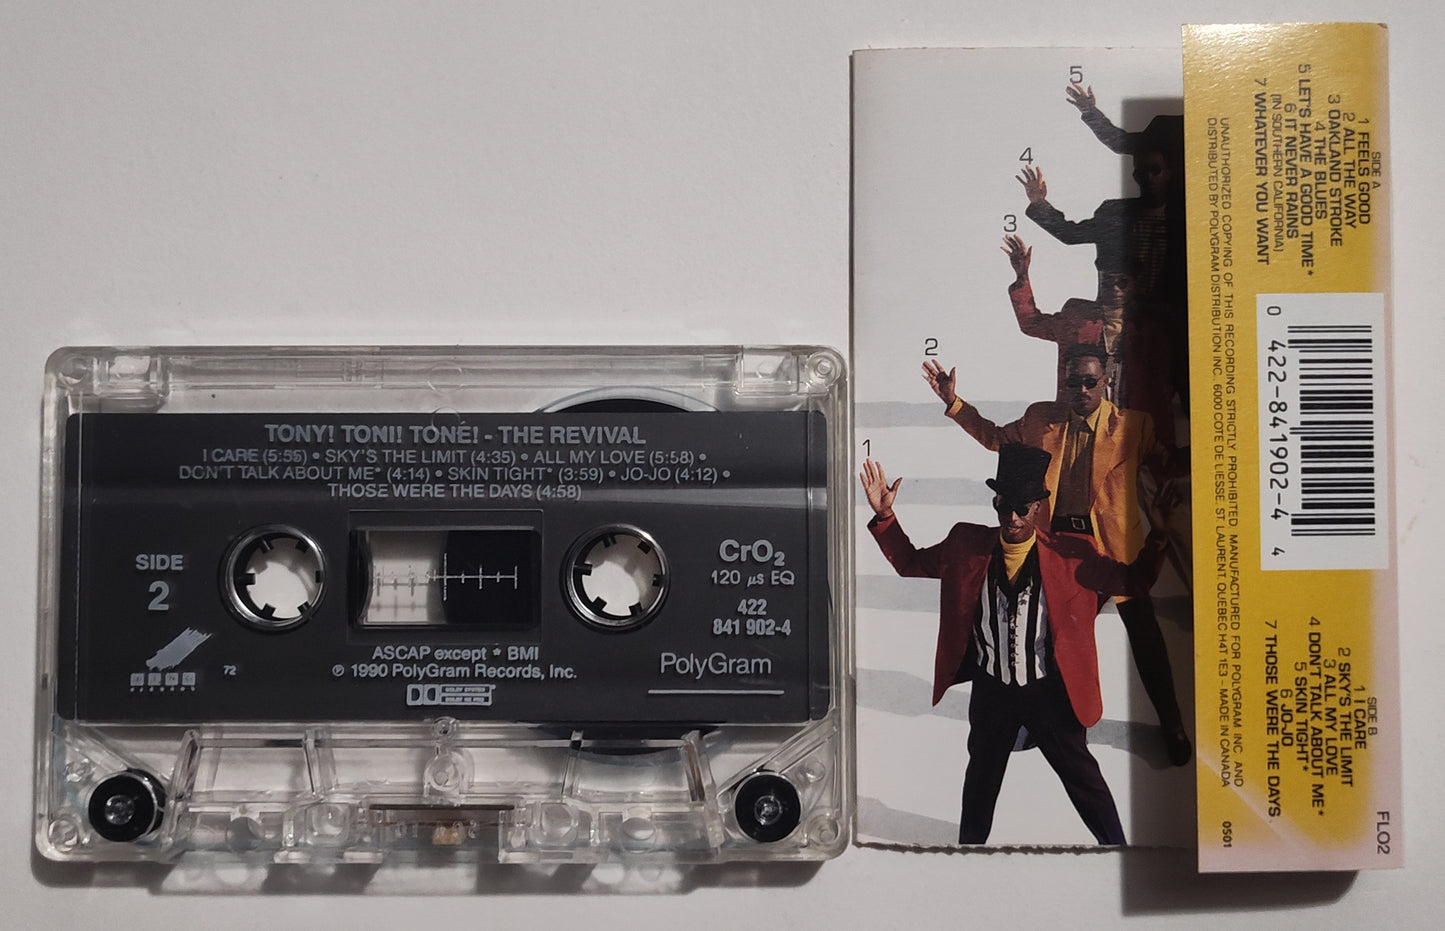 TONY! TONI! TONÉ! - THE REVIVAL
I CARE (5:55) • SKY'S THE LIMIT (4:35) • ALL MY LOVE (5:58) •
DON'T TALK ABOUT ME* (4:14) • SKIN TIGHT* (3:59) • JO-JO (4:12) •
THOSE WERE THE DAYS (4:58)
SIDE
2
CrO2
120 µs EQ
422
841 902-4
ASCAP except * BMI
℗ 1990 PolyGram Records, Inc.
PolyGram
72
DOLBY SYSTEM
1
2
3
4
5
SIDE A
1 FEELS GOOD
2 ALL THE WAY
3 OAKLAND STROKE
4 THE BLUES
5 LET'S HAVE A GOOD TIME*
6 IT NEVER RAINS
(IN SOUTHERN CALIFORNIA)
7 WHATEVER YOU WANT
SIDE B
1 I CARE
2 SKY'S THE LIMIT
3 ALL MY LOVE
4 DON'T TALK ABOUT ME*
5 SKIN TIGHT*
6 JO-JO
7 THOSE WERE THE DAYS
UNAUTHORIZED COPYING OF THIS RECORDING STRICTLY PROHIBITED. MANUFACTURED FOR POLYGRAM INC. AND
DISTRIBUTED BY POLYGRAM DISTRIBUTION INC. 6000 COTE DE LIESSE, ST. LAURENT, QUEBEC H4T 1E3 - MADE IN CANADA
0 422-841902-4 4
FLO2
0501